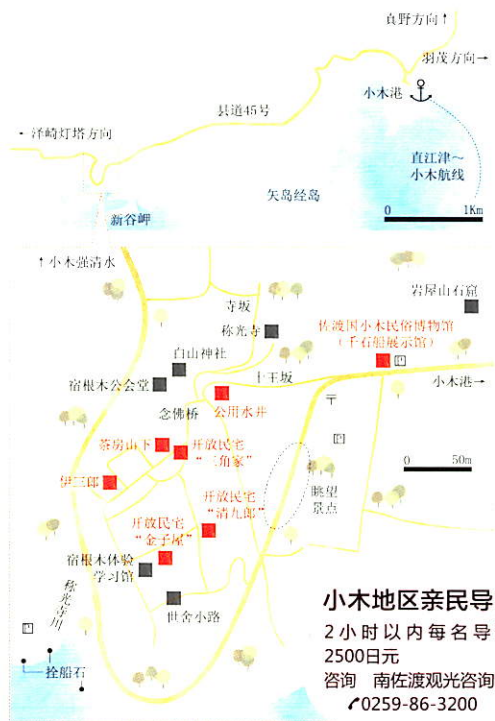 真野方向↑
羽茂方向→
小木港
县道45号
·泽崎灯塔方向
直江津～
小木航线
矢岛经岛
0 1Km
新谷岬
↑小木强清水
岩屋山石窟
寺坂
称光寺
佐渡国小木民俗博物馆
（千石船展示馆）
P
白山神社
宿根木公会堂
十王坂
小木港→
念佛桥
公用水井
〒
P
茶房山下
开放民宅
“三角家”
0 50m
伊三郎
开放民宅
“清九郎”
眺望
景点
开放民宅
“金子屋”
宿根木体验
学习馆
称光寺川
世舍小路
P
拴船石
小木地区亲民导
2小时以内每名导
2500日元
咨询 南佐渡观光咨询
0259-86-3200